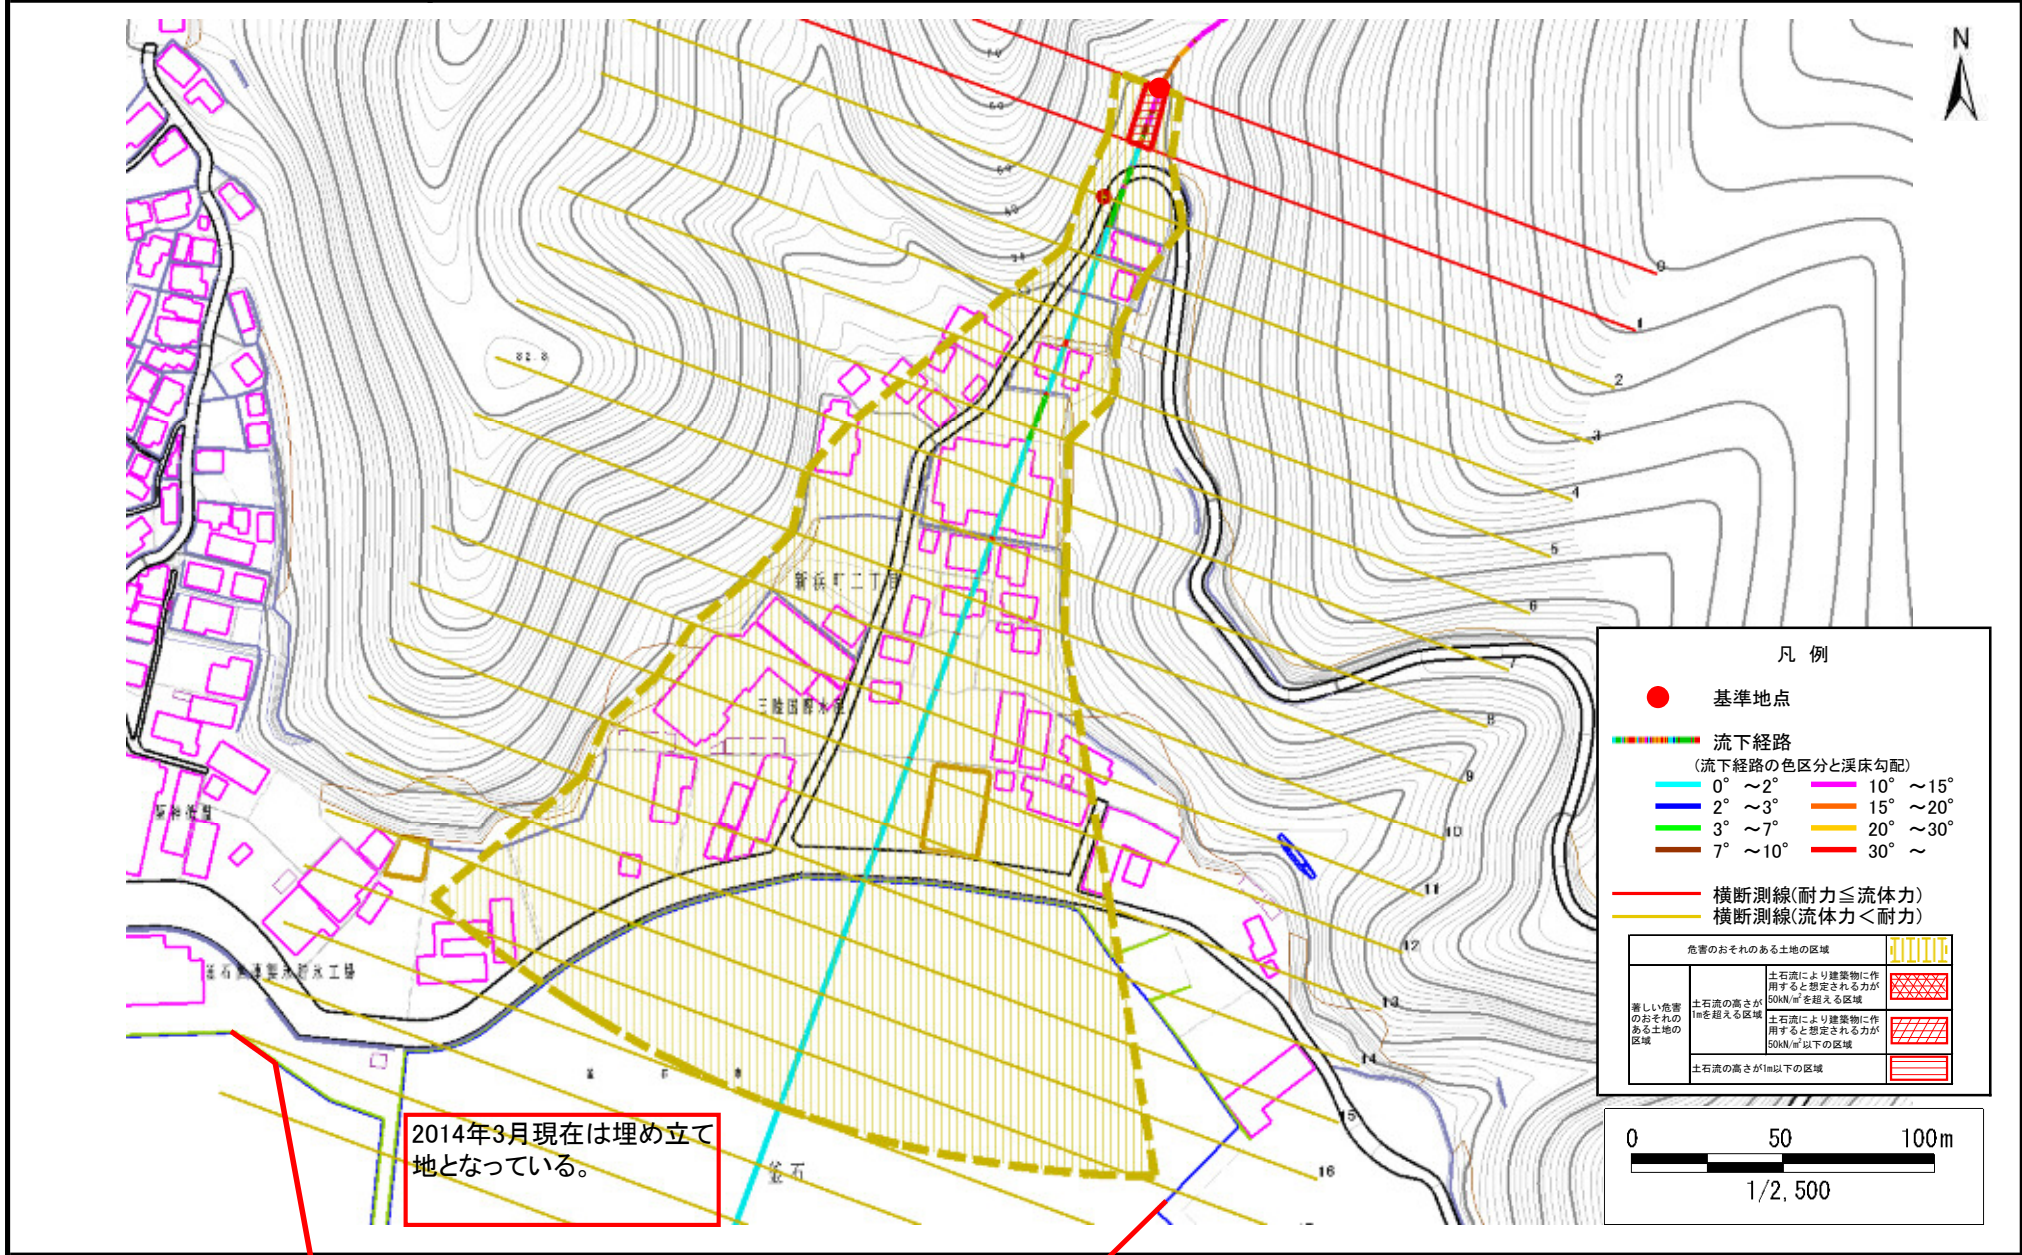 N
70
60
50
40
0
1
2
3
4
5
6
7
8
9
10
11
12
13
14
15
16
82.8
新浜町二丁目
三陸国際水産
釜石
2014年3月現在は埋め立て
地となっている。
凡 例
基準地点
流下経路
(流下経路の色区分と渓床勾配)
0° ～2° 10° ～15°
2° ～3° 15° ～20°
3° ～7° 20° ～30°
7° ～10° 30° ～
横断測線(耐力≦流体力)
横断測線(流体力＜耐力)
危害のおそれのある土地の区域
著しい危害
のおそれの
ある土地の
区域
土石流の高さが
1mを超える区域
土石流により建築物に作
用すると想定される力が
50kN/㎡を超える区域
土石流により建築物に作
用すると想定される力が
50kN/㎡以下の区域
土石流の高さが1m以下の区域
0 50 100m
1/2,500